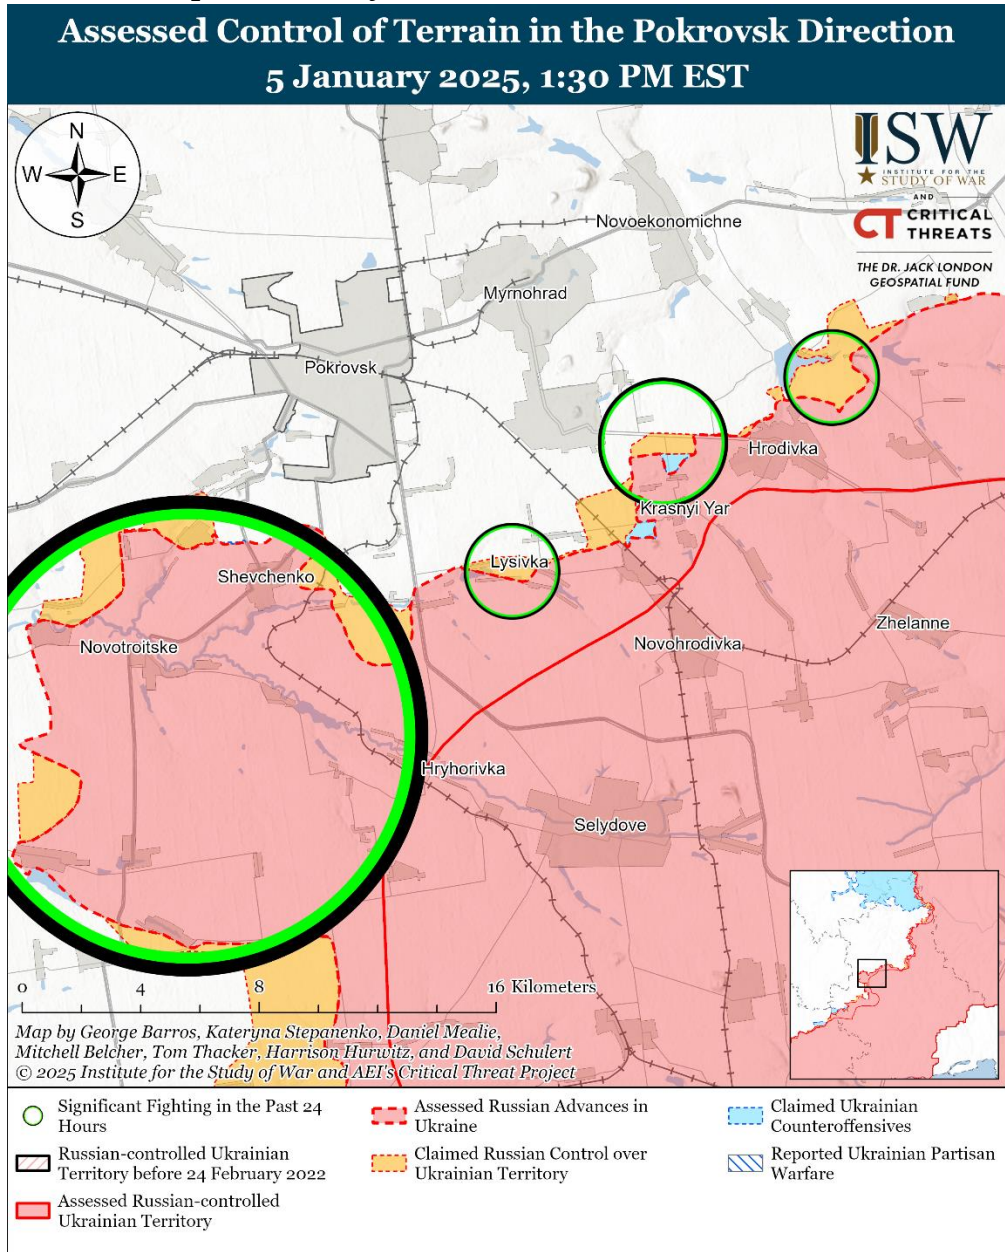 Assessed Control of Terrain in the Pokrovsk Direction
5 January 2025, 1:30 PM EST
N
W
E
S
ISW
INSTITUTE FOR THE
STUDY OF WAR
AND
CT CRITICAL
THREATS
THE DR. JACK LONDON
GEOSPATIAL FUND
Novoekonomichne
Myrnohrad
Pokrovsk
Hrodivka
Krasnyi Yar
Lysivka
Shevchenko
Zhelanne
Novotroitske
Novohrodivka
Hryhorivka
Selydove
0 4 8 16 Kilometers
Map by George Barros, Kateryna Stepanenko, Daniel Mealie,
Mitchell Belcher, Tom Thacker, Harrison Hurwitz, and David Schulert
© 2025 Institute for the Study of War and AEI's Critical Threat Project
Significant Fighting in the Past 24
Hours
Russian-controlled Ukrainian
Territory before 24 February 2022
Assessed Russian-controlled
Ukrainian Territory
Assessed Russian Advances in
Ukraine
Claimed Russian Control over
Ukrainian Territory
Claimed Ukrainian
Counteroffensives
Reported Ukrainian Partisan
Warfare